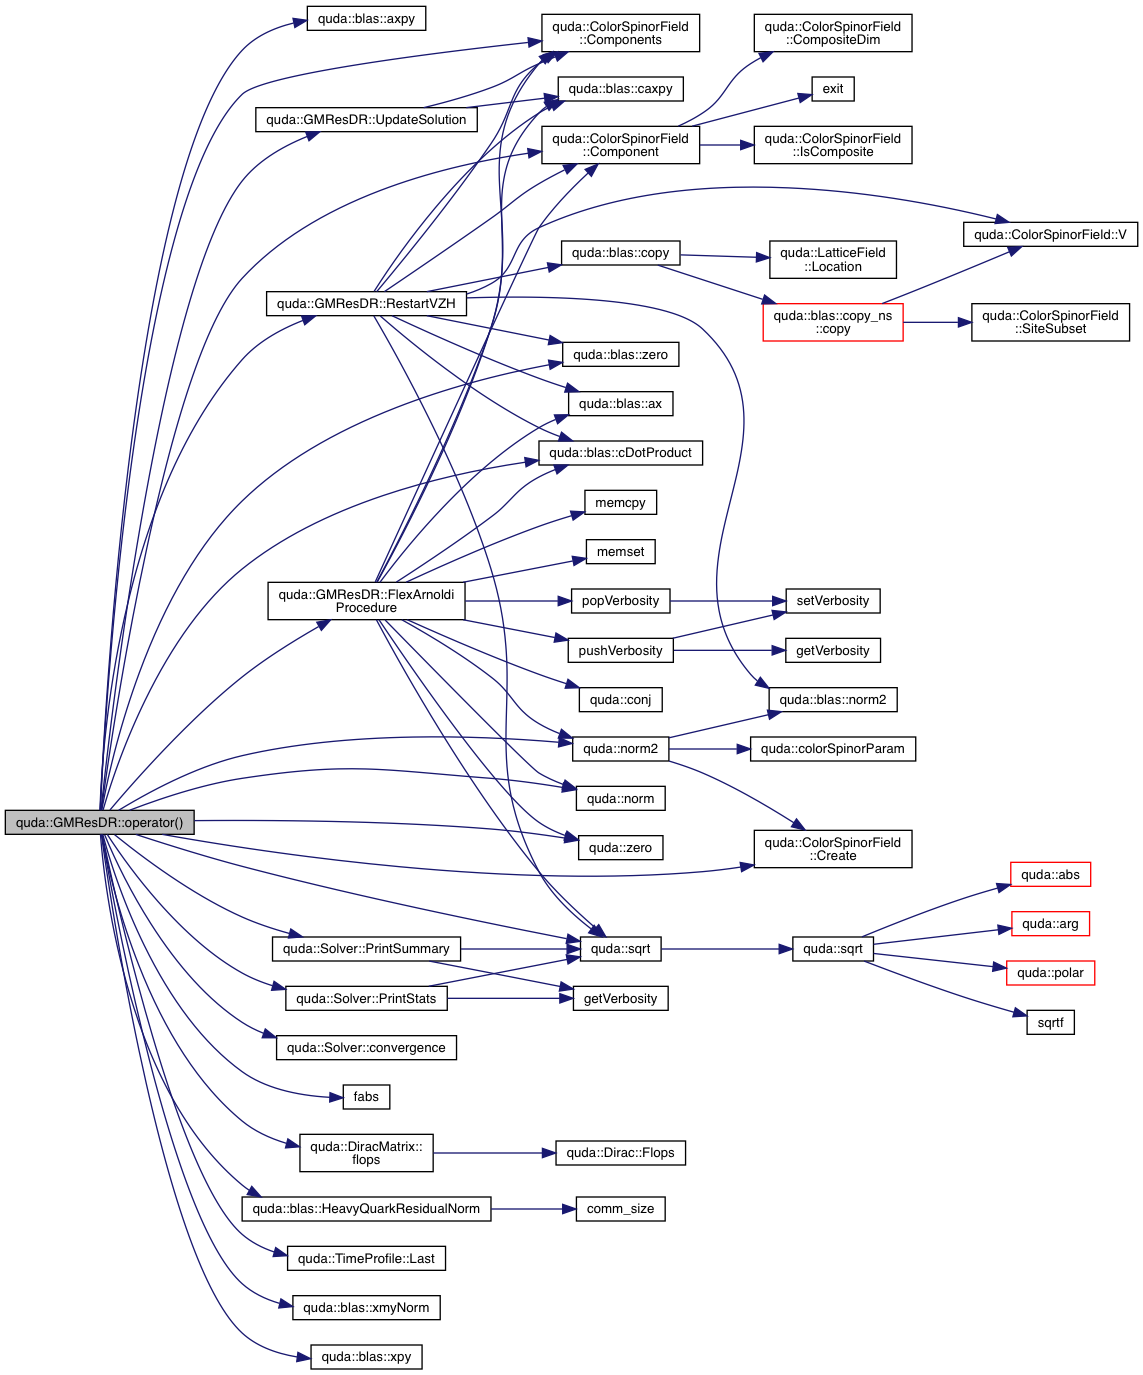 quda::blas::axpy
quda::ColorSpinorField
::Components
quda::ColorSpinorField
::CompositeDim
quda::blas::caxpy
exit
quda::GMResDR::UpdateSolution
quda::ColorSpinorField
::Component
quda::ColorSpinorField
::IsComposite
quda::ColorSpinorField::V
quda::blas::copy
quda::LatticeField
::Location
quda::GMResDR::RestartVZH
quda::blas::copy_ns
::copy
quda::ColorSpinorField
::SiteSubset
quda::blas::zero
quda::blas::ax
quda::blas::cDotProduct
memcpy
memset
quda::GMResDR::FlexArnoldi
Procedure
popVerbosity
setVerbosity
pushVerbosity
getVerbosity
quda::conj
quda::blas::norm2
quda::norm2
quda::colorSpinorParam
quda::norm
quda::GMResDR::operator()
quda::zero
quda::ColorSpinorField
::Create
quda::abs
quda::arg
quda::Solver::PrintSummary
quda::sqrt
quda::sqrt
quda::polar
quda::Solver::PrintStats
getVerbosity
sqrtf
quda::Solver::convergence
fabs
quda::DiracMatrix::
flops
quda::Dirac::Flops
quda::blas::HeavyQuarkResidualNorm
comm_size
quda::TimeProfile::Last
quda::blas::xmyNorm
quda::blas::xpy